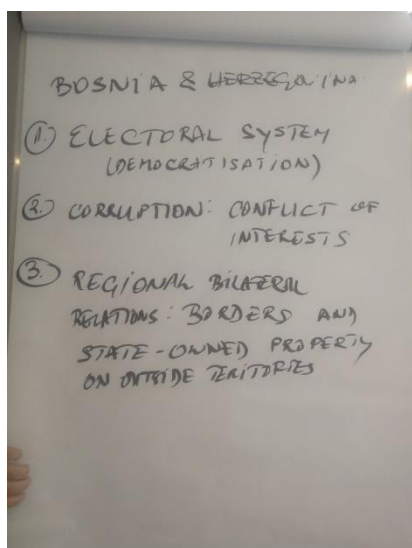 BOSNIA & HERZEGOVINA
1. ELECTORAL SYSTEM
(DEMOCRATISATION)
2. CORRUPTION: CONFLICT OF
INTERESTS
3. REGIONAL BILATERAL
RELATIONS: BORDERS AND
STATE-OWNED PROPERTY
ON OUTSIDE TERITORIES